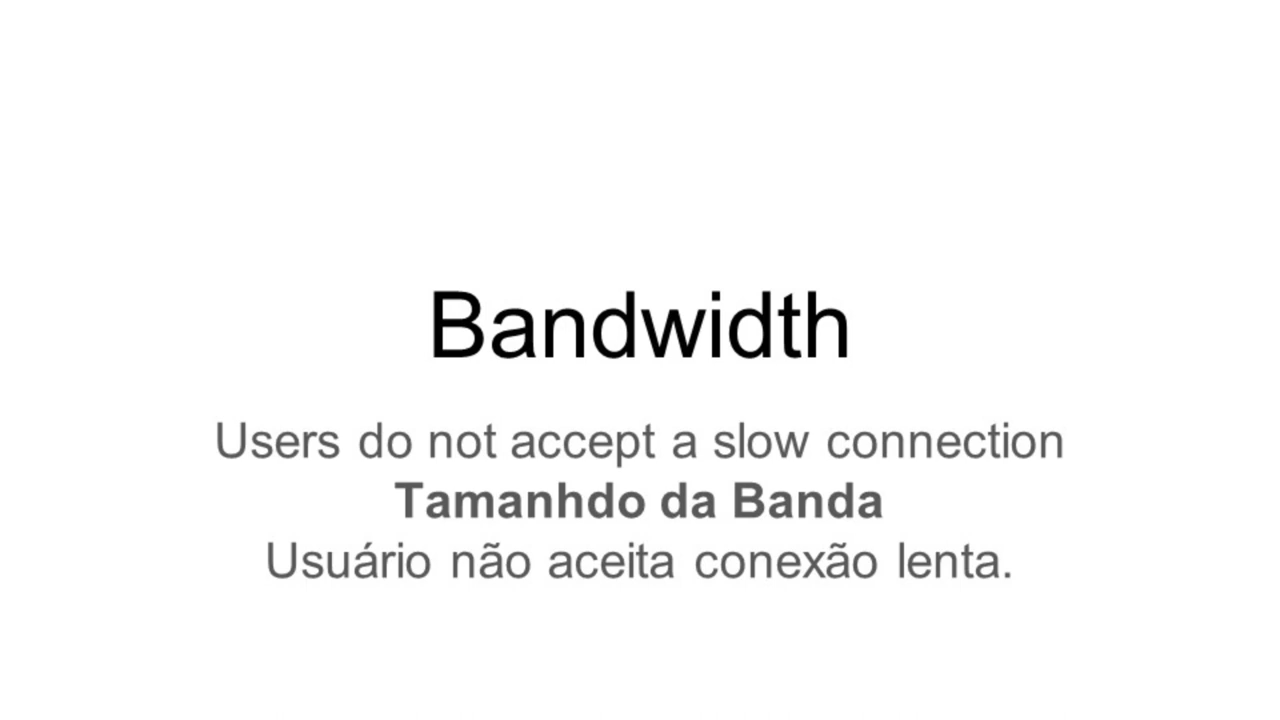 Bandwidth
Users do not accept a slow connection
Tamanhdo da Banda
Usuário não aceita conexão lenta.